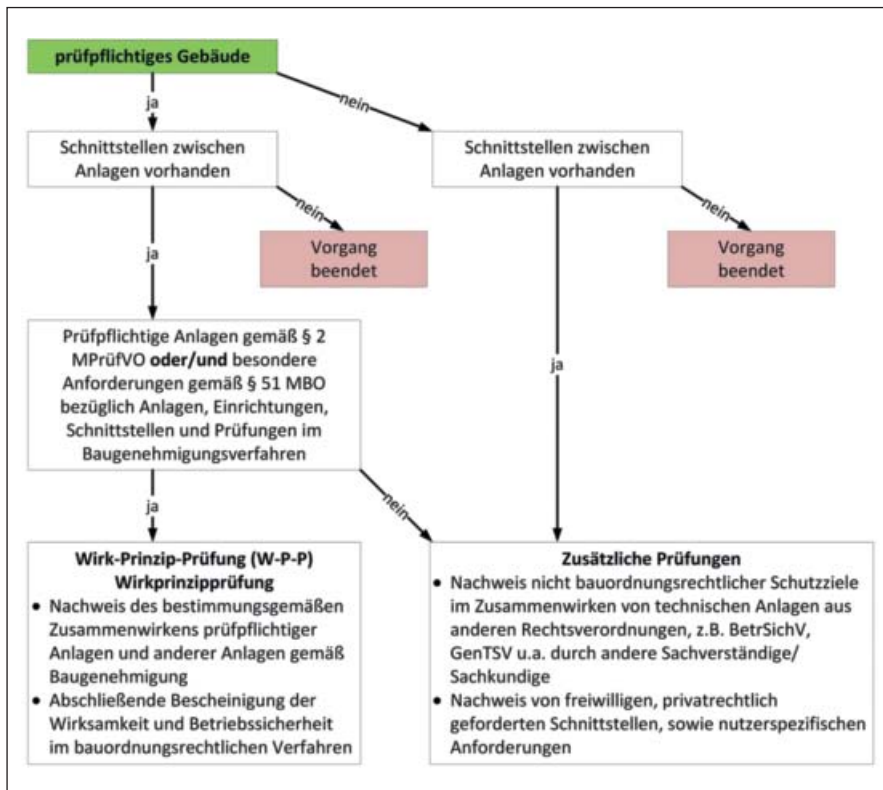 prüfpflichtiges Gebäude
ja
nein
Schnittstellen zwischen
Anlagen vorhanden
Schnittstellen zwischen
Anlagen vorhanden
nein
nein
ja
Vorgang
beendet
Vorgang
beendet
Prüfpflichtige Anlagen gemäß § 2
MPrüfVO oder/und besondere
Anforderungen gemäß § 51 MBO
bezüglich Anlagen, Einrichtungen,
Schnittstellen und Prüfungen im
Baugenehmigungsverfahren
ja
ja
nein
Wirk-Prinzip-Prüfung (W-P-P)
Wirkprinzipprüfung
• Nachweis des bestimmungsgemäßen
Zusammenwirkens prüfpflichtiger
Anlagen und anderer Anlagen gemäß
Baugenehmigung
• Abschließende Bescheinigung der
Wirksamkeit und Betriebssicherheit
im bauordnungsrechtlichen Verfahren
Zusätzliche Prüfungen
• Nachweis nicht bauordnungsrechtlicher Schutzziele
im Zusammenwirken von technischen Anlagen aus
anderen Rechtsverordnungen, z.B. BetrSichV,
GenTSV u.a. durch andere Sachverständige/
Sachkundige
• Nachweis von freiwilligen, privatrechtlich
geforderten Schnittstellen, sowie nutzerspezifischen
Anforderungen